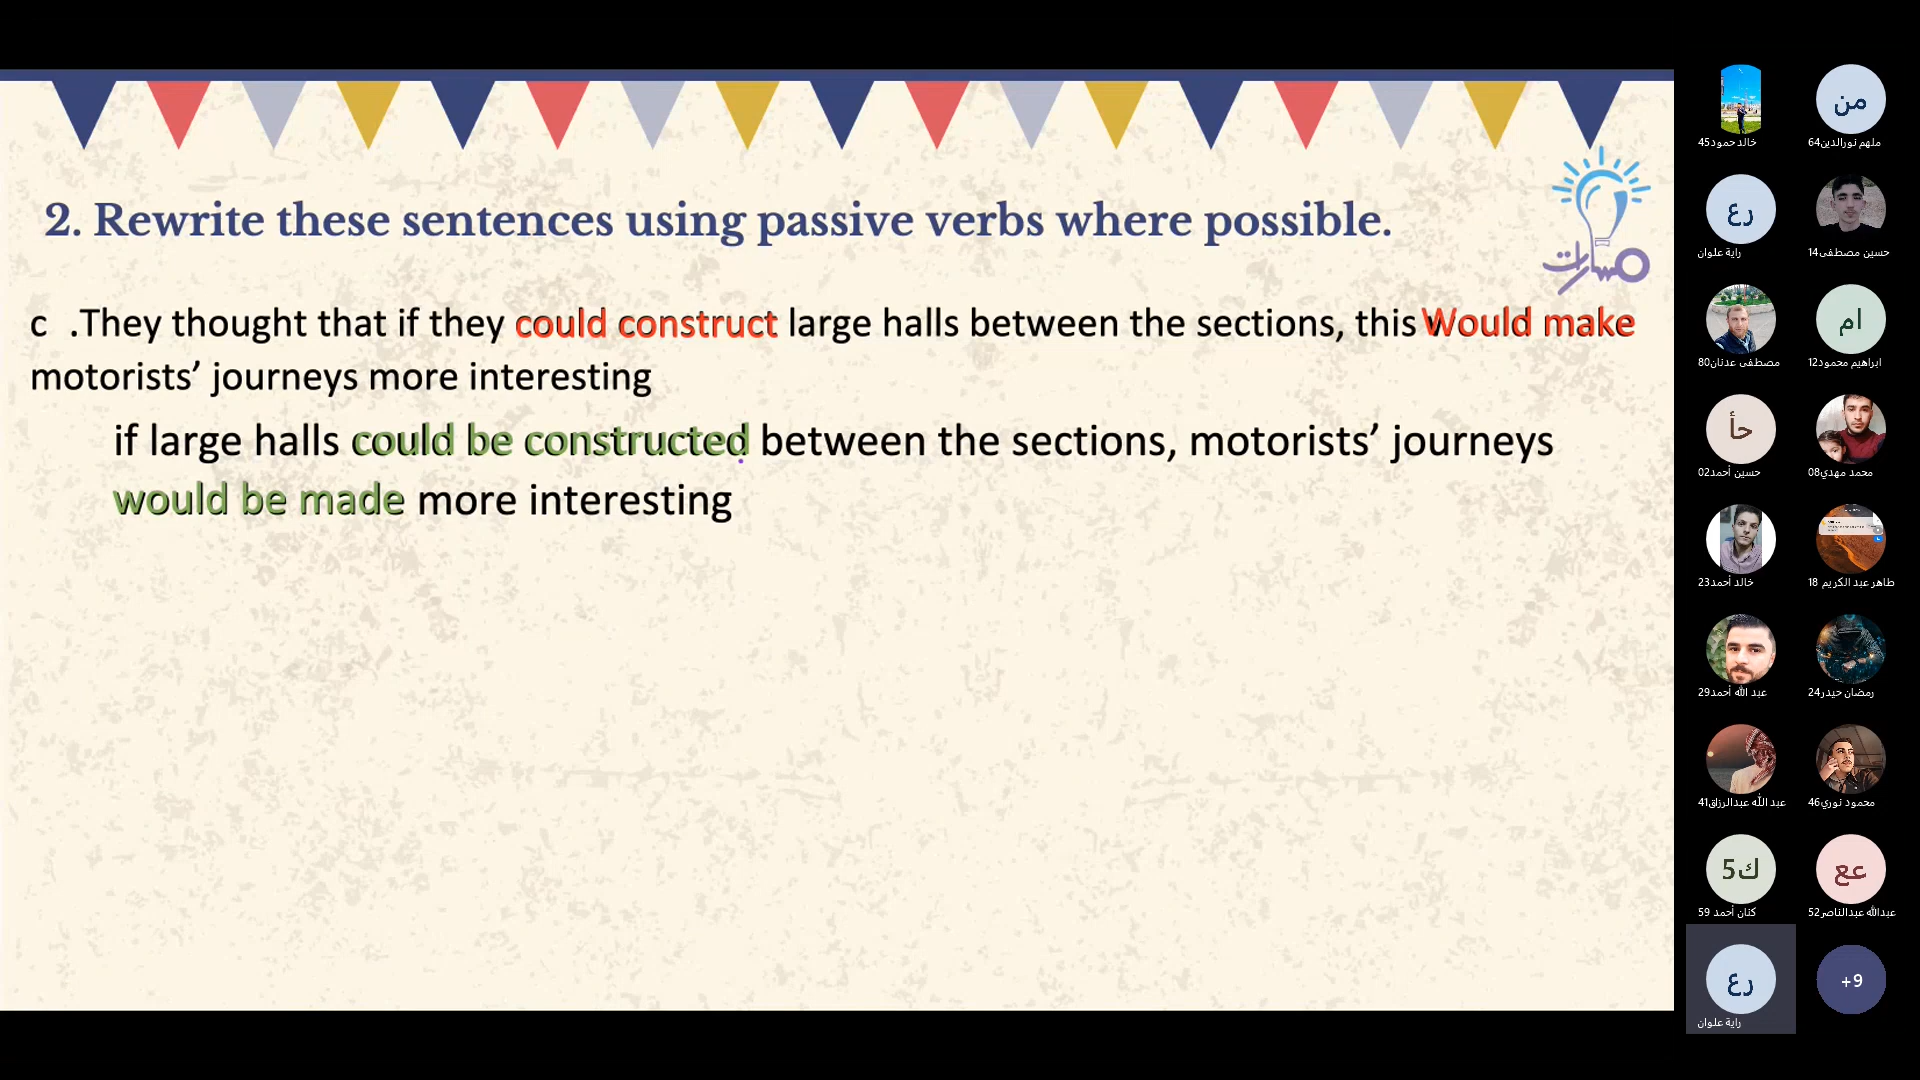 2. Rewrite these sentences using passive verbs where possible.
مسارات
c .They thought that if they could construct large halls between the sections, this Would make
motorists’ journeys more interesting
if large halls could be constructed between the sections, motorists’ journeys
would be made more interesting
خالد حمود45
من
ملهم نورالدين64
رع
راية علوان
حسين مصطفى14
مصطفى عدنان80
ام
ابراهيم محمود12
حأ
حسين أحمد02
محمد مهدي08
خالد أحمد23
طاهر عبد الكريم 18
عبد الله أحمد29
رمضان حيدر24
عبد الله عبدالرزاق41
محمود نوري46
ك5
كنان أحمد 59
عع
عبدالله عبدالناصر52
رع
راية علوان
+9